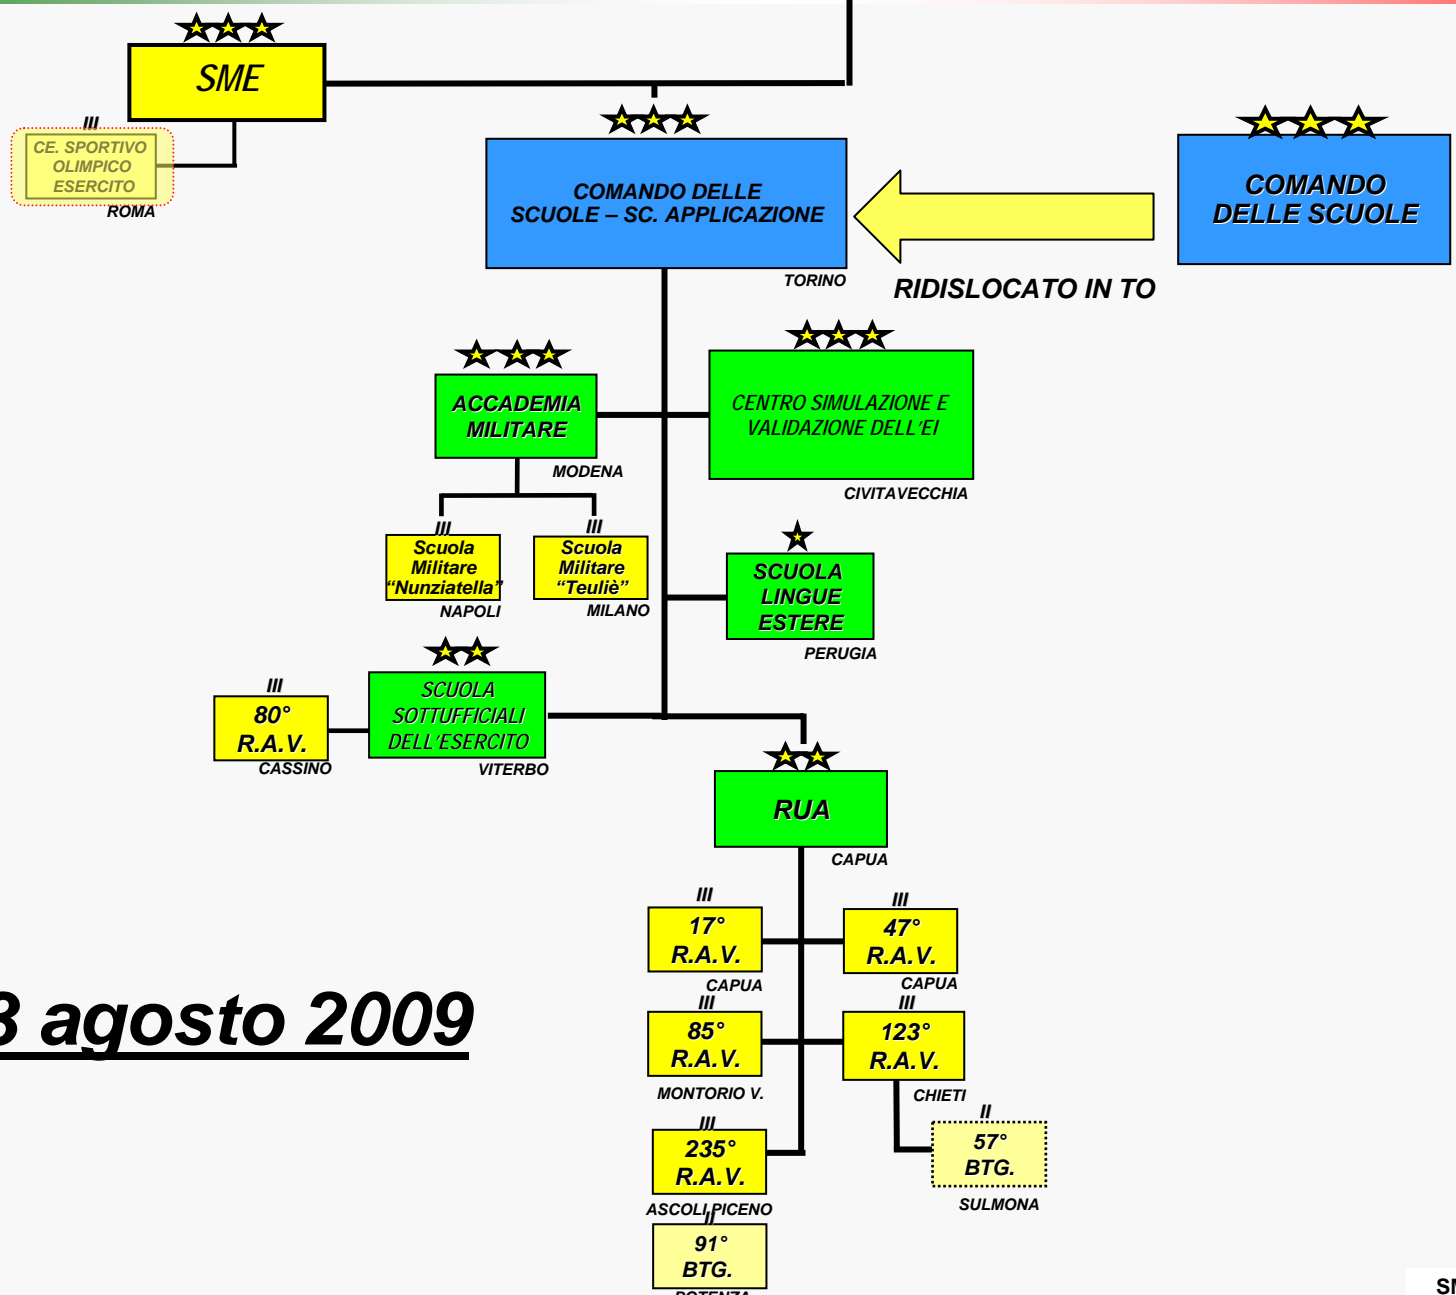 SME
III
CE. SPORTIVO
OLIMPICO
ESERCITO
ROMA
COMANDO DELLE
SCUOLE – SC. APPLICAZIONE
TORINO
COMANDO
DELLE SCUOLE
RIDISLOCATO IN TO
ACCADEMIA
MILITARE
MODENA
CENTRO SIMULAZIONE E
VALIDAZIONE DELL'EI
CIVITAVECCHIA
III
Scuola
Militare
“Nunziatella”
NAPOLI
III
Scuola
Militare
“Teuliè”
MILANO
SCUOLA
LINGUE
ESTERE
PERUGIA
III
80°
R.A.V.
CASSINO
SCUOLA
SOTTUFFICIALI
DELL'ESERCITO
VITERBO
RUA
CAPUA
III
17°
R.A.V.
CAPUA
III
47°
R.A.V.
CAPUA
3 agosto 2009
III
85°
R.A.V.
MONTORIO V.
III
123°
R.A.V.
CHIETI
III
235°
R.A.V.
ASCOLI PICENO
II
57°
BTG.
SULMONA
II
91°
BTG.
POTENZA